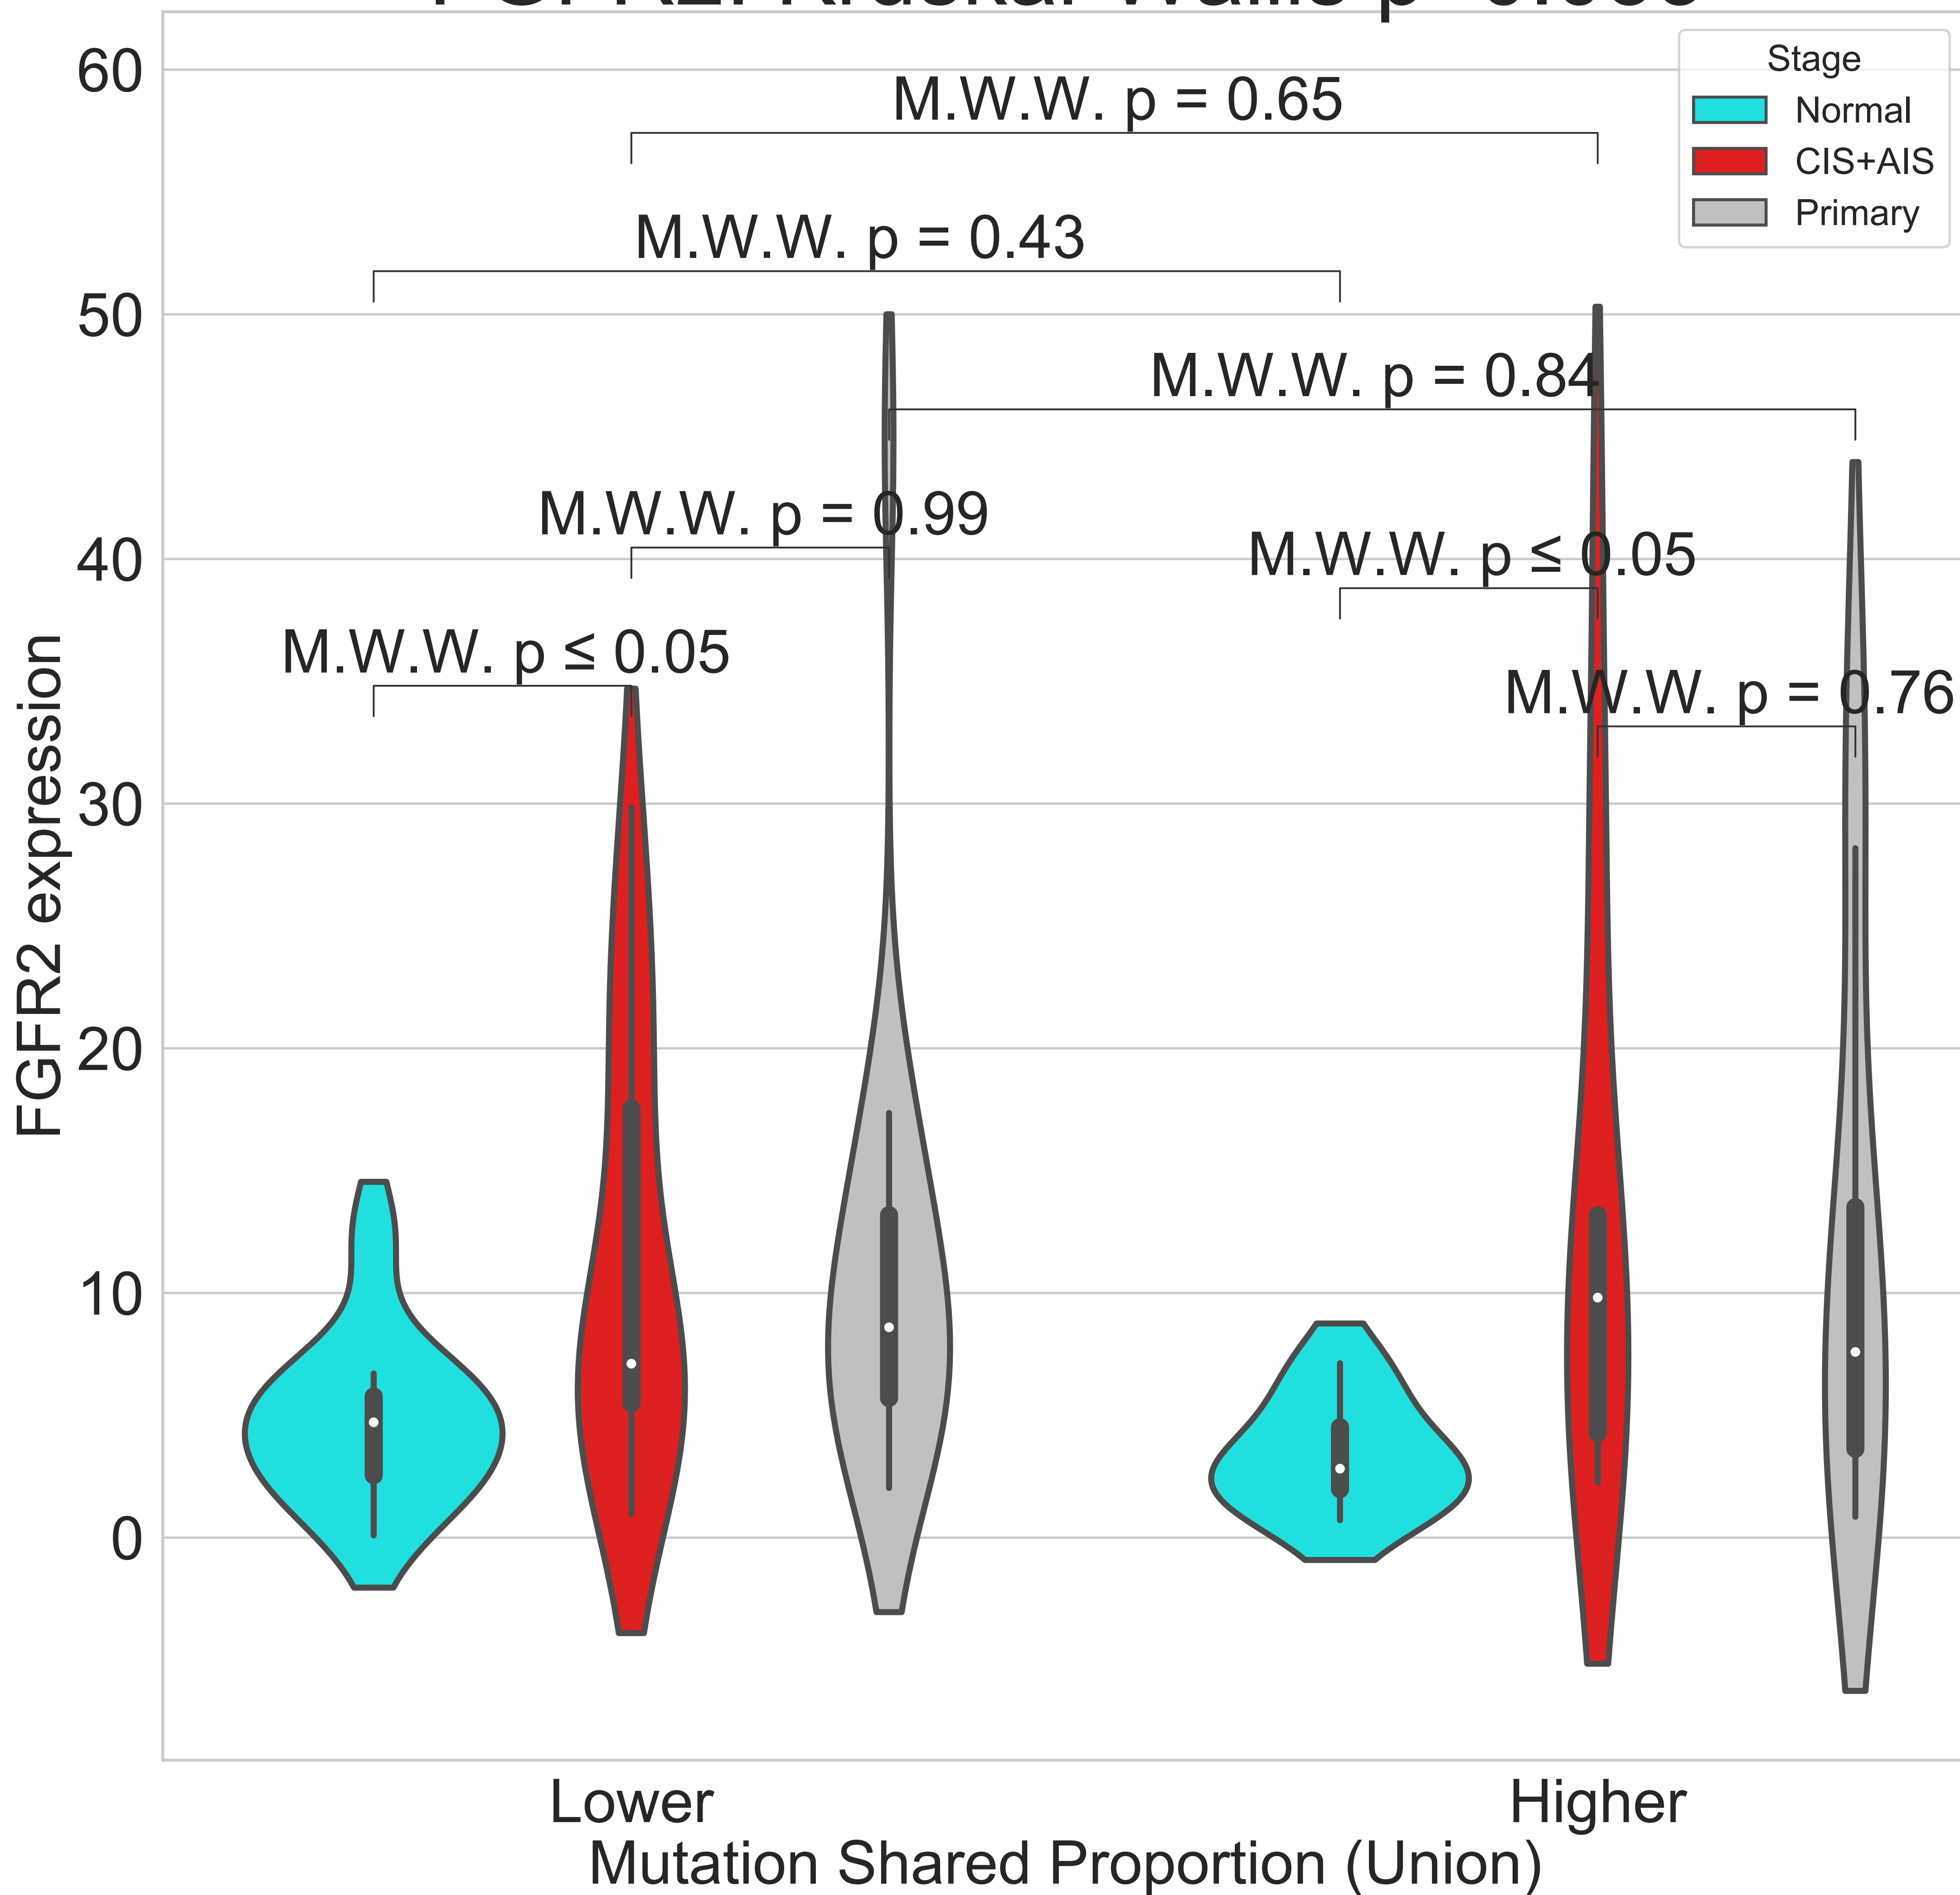 60
M.W.W. p = 0.65
Stage
Normal
CIS+AIS
Primary
M.W.W. p = 0.43
50
M.W.W. p = 0.84
M.W.W. p = 0.99
M.W.W. p ≤ 0.05
40
M.W.W. p ≤ 0.05
M.W.W. p = 0.76
FGFR2 expression
30
20
10
0
Lower
Higher
Mutation Shared Proportion (Union)